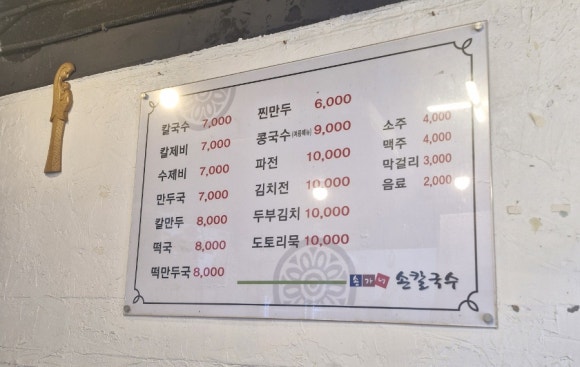 칼국수 7,000
칼제비 7,000
수제비 7,000
만두국 7,000
칼만두 8,000
떡국 8,000
떡만두국 8,000
찐만두 6,000
콩국수 (여름메뉴) 9,000
파전 10,000
김치전 10,000
두부김치 10,000
도토리묵 10,000
소주 4,000
맥주 4,000
막걸리 3,000
음료 2,000
손칼국수